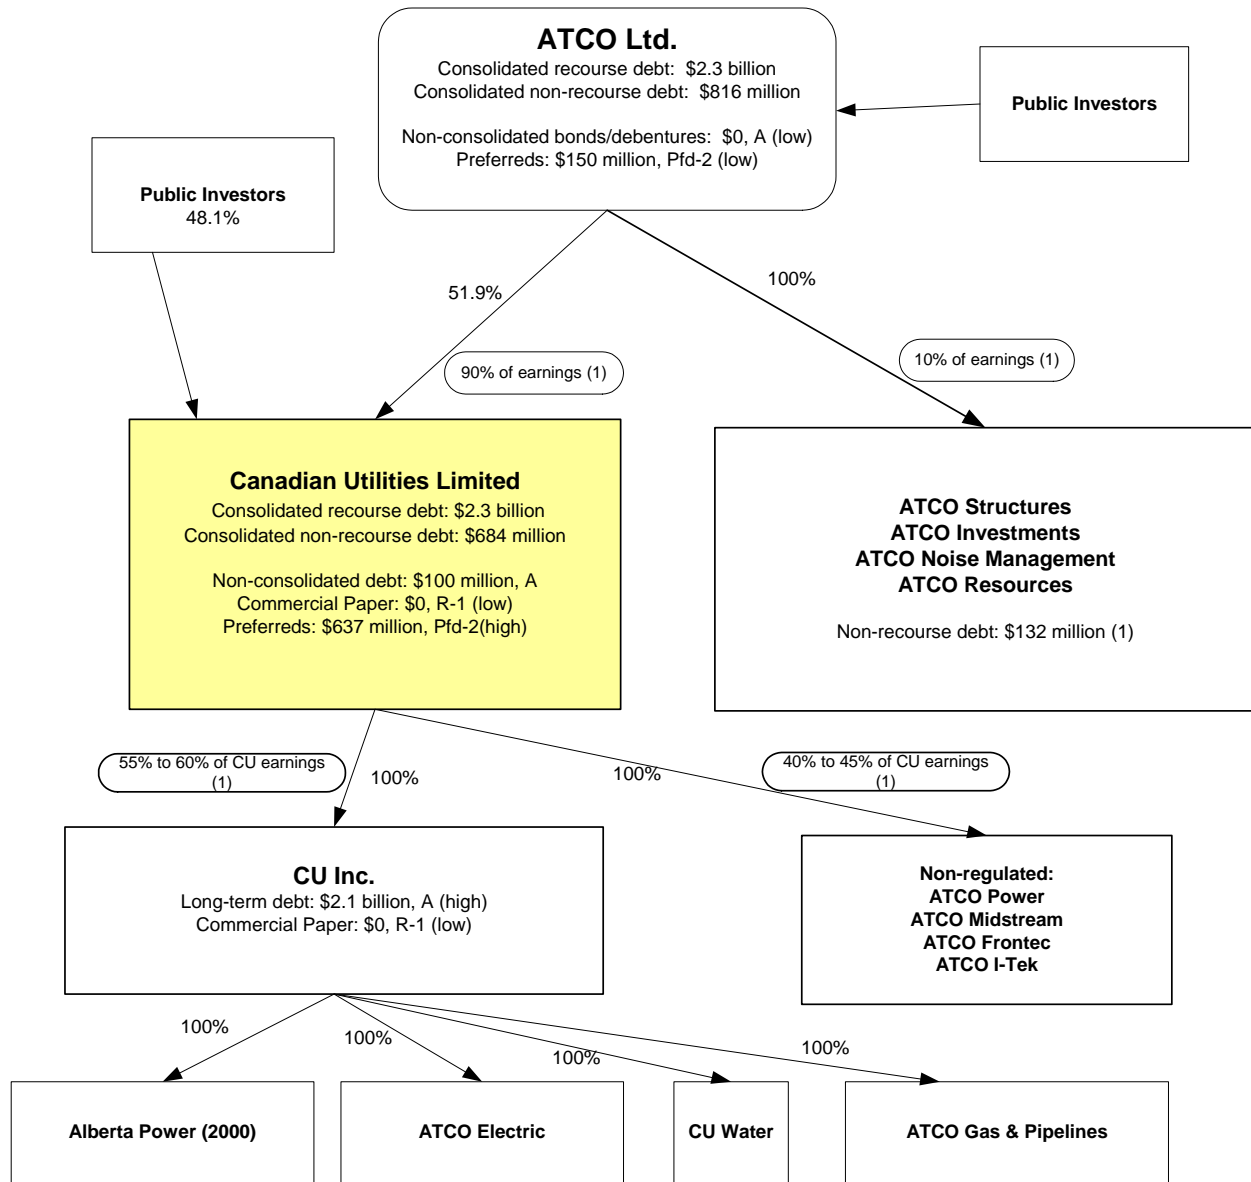 ATCO Ltd.
Consolidated recourse debt: $2.3 billion
Consolidated non-recourse debt: $816 million
Non-consolidated bonds/debentures: $0, A (low)
Preferreds: $150 million, Pfd-2 (low)
Public Investors
Public Investors
48.1%
51.9%
100%
90% of earnings (1)
10% of earnings (1)
Canadian Utilities Limited
Consolidated recourse debt: $2.3 billion
Consolidated non-recourse debt: $684 million
Non-consolidated debt: $100 million, A
Commercial Paper: $0, R-1 (low)
Preferreds: $637 million, Pfd-2(high)
ATCO Structures
ATCO Investments
ATCO Noise Management
ATCO Resources
Non-recourse debt: $132 million (1)
55% to 60% of CU earnings
(1)
100%
100%
40% to 45% of CU earnings
(1)
CU Inc.
Long-term debt: $2.1 billion, A (high)
Commercial Paper: $0, R-1 (low)
Non-regulated:
ATCO Power
ATCO Midstream
ATCO Frontec
ATCO I-Tek
100%
100%
100%
100%
Alberta Power (2000)
ATCO Electric
CU Water
ATCO Gas & Pipelines